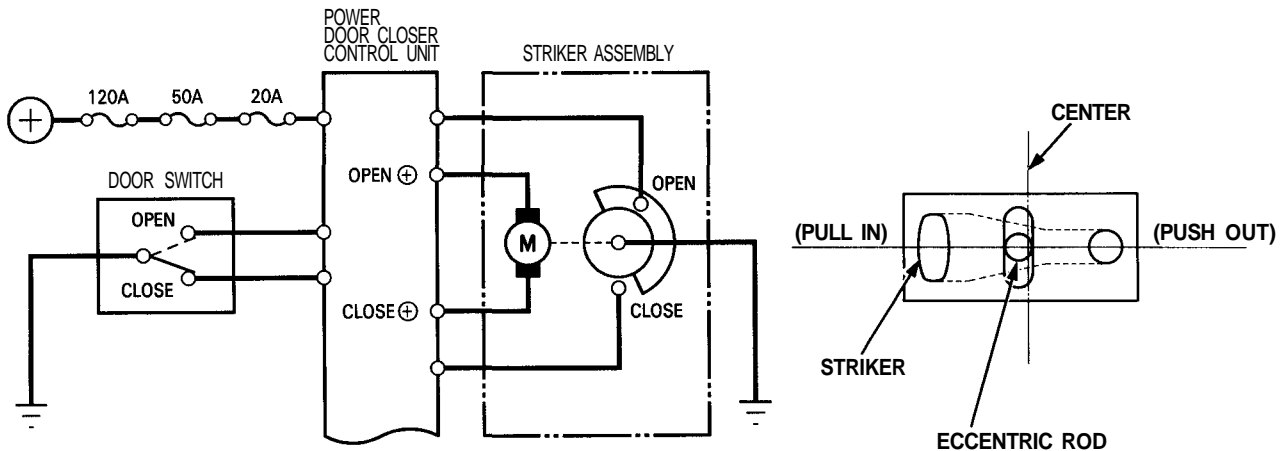 POWER
DOOR CLOSER
CONTROL UNIT
STRIKER ASSEMBLY
120A 50A 20A
+
CENTER
OPEN +
OPEN
DOOR SWITCH
OPEN
M
(PULL IN)
(PUSH OUT)
CLOSE
CLOSE +
CLOSE
STRIKER
ECCENTRIC ROD